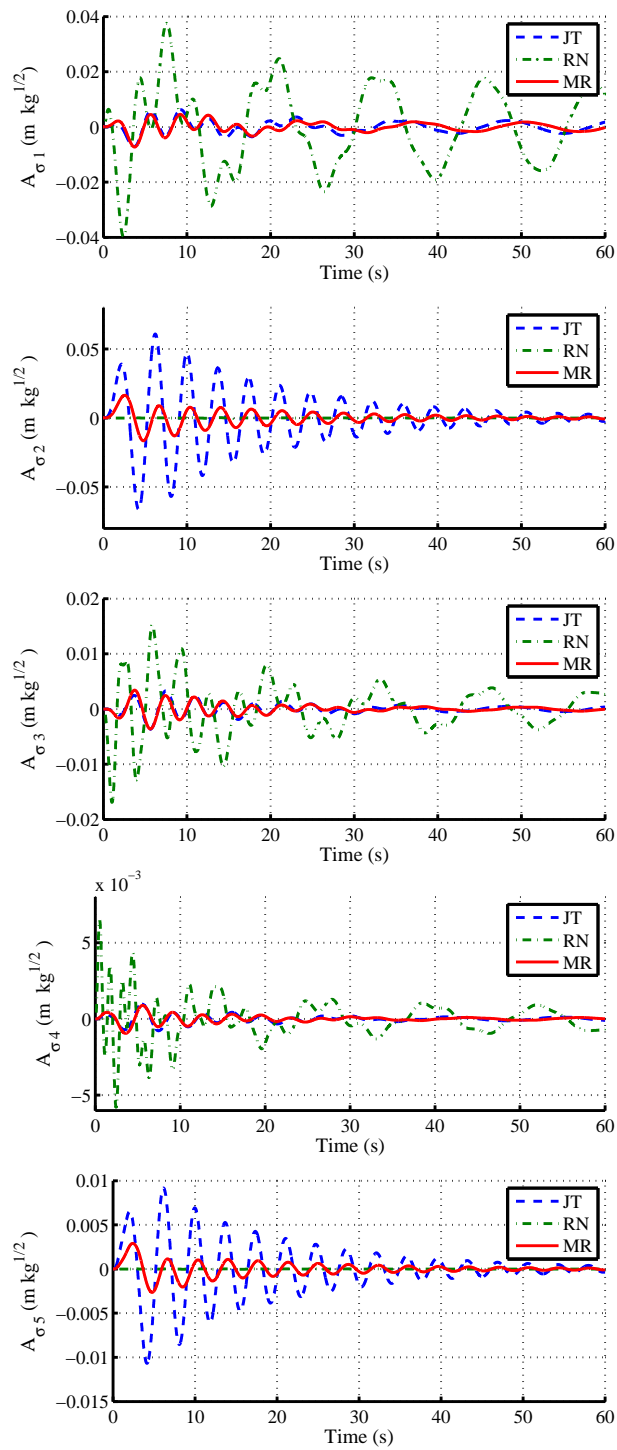 0.04
0.02
0
−0.02
−0.04
A σ 1 (m kg^1/2)
0 10 20 30 40 50 60
Time (s)
JT
RN
MR
0.05
0
−0.05
A σ 2 (m kg^1/2)
0 10 20 30 40 50 60
Time (s)
JT
RN
MR
0.02
0.01
0
−0.01
−0.02
A σ 3 (m kg^1/2)
0 10 20 30 40 50 60
Time (s)
JT
RN
MR
x 10^−3
5
0
−5
A σ 4 (m kg^1/2)
0 10 20 30 40 50 60
Time (s)
JT
RN
MR
0.01
0.005
0
−0.005
−0.01
−0.015
A σ 5 (m kg^1/2)
0 10 20 30 40 50 60
Time (s)
JT
RN
MR